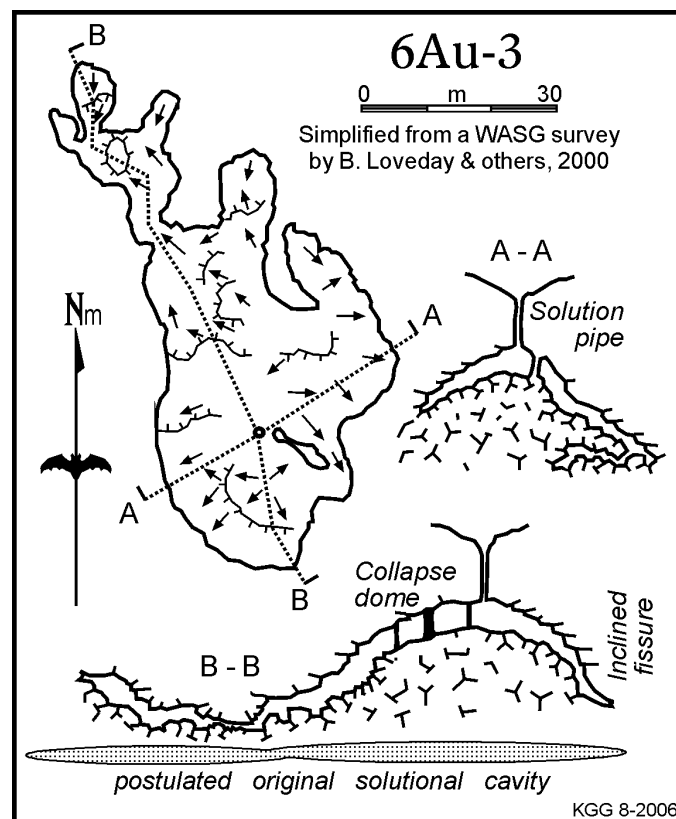 B
6Au-3
0 m 30
Simplified from a WASG survey
by B. Loveday & others, 2000
A - A
Solution
pipe
Nm
A
A
B
Collapse
dome
B - B
Inclined
fissure
postulated original solutional cavity
KGG 8-2006